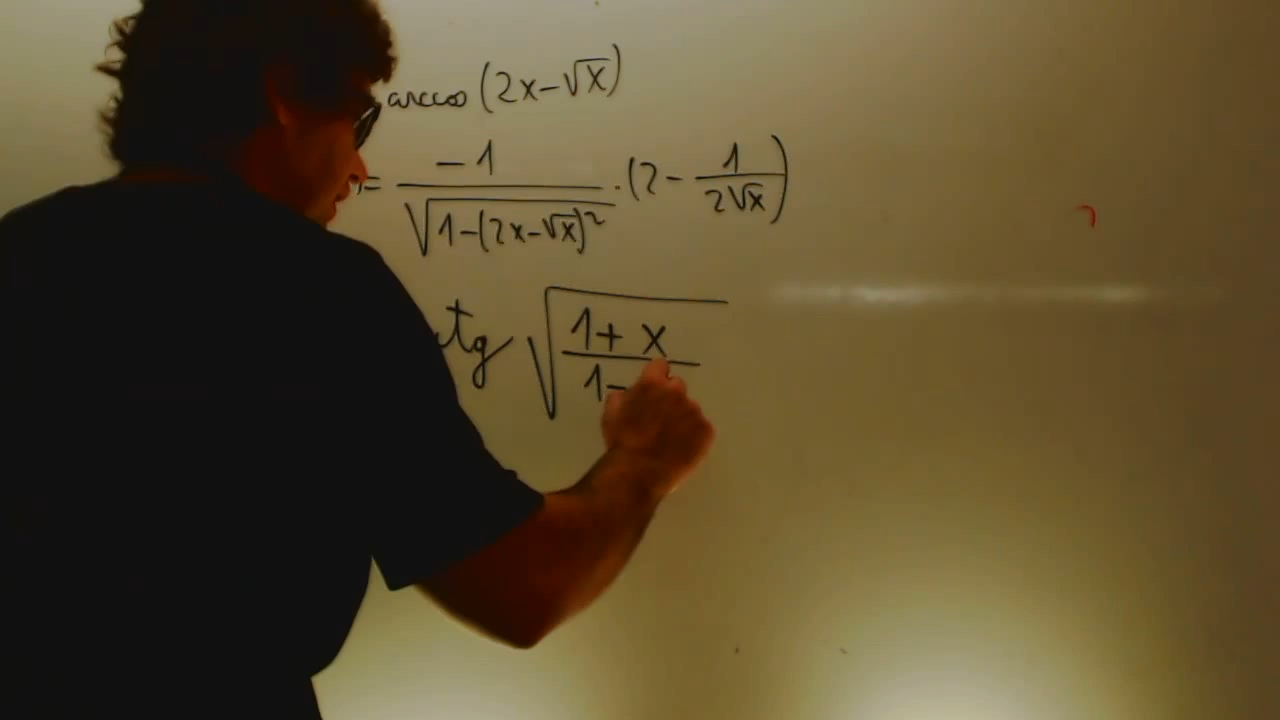 arccos (2x-√x)
= -1/√(1-(2x-√x)²) · (2 - 1/(2√x))
tg √((1+x)/(1-